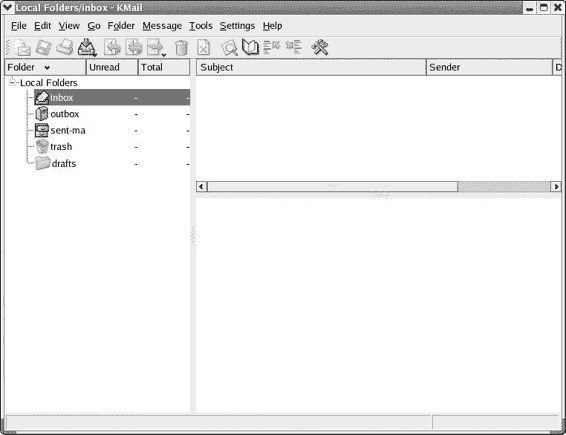 Local Folders/inbox - KMail
File Edit View Go Folder Message Tools Settings Help
Folder Unread Total Subject Sender D
Local Folders
inbox - -
outbox - -
sent-ma - -
trash - -
drafts - -